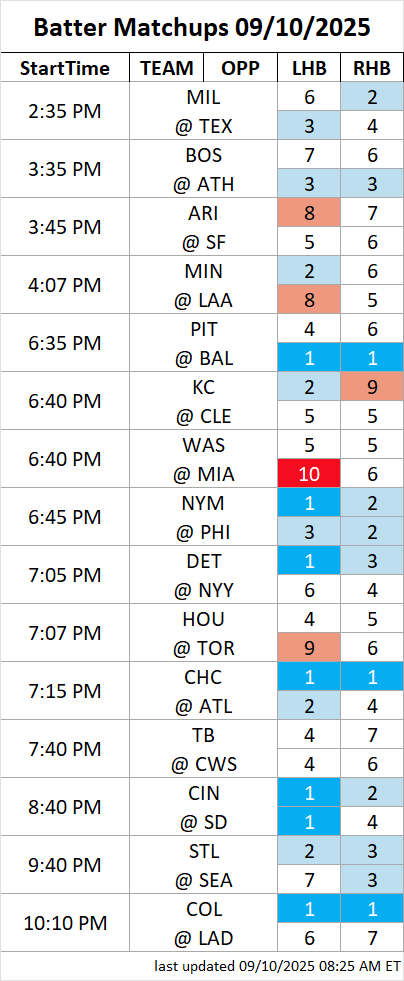 Batter Matchups 09/10/2025
StartTime TEAM OPP LHB RHB
2:35 PM
MIL 6 2
@ TEX 3 4
3:35 PM
BOS 7 6
@ ATH 3 3
3:45 PM
ARI 8 7
@ SF 5 6
4:07 PM
MIN 2 6
@ LAA 8 5
6:35 PM
PIT 4 6
@ BAL 1 1
6:40 PM
KC 2 9
@ CLE 5 5
6:40 PM
WAS 5 5
@ MIA 10 6
6:45 PM
NYM 1 2
@ PHI 3 2
7:05 PM
DET 1 3
@ NYY 6 4
7:07 PM
HOU 4 5
@ TOR 9 6
7:15 PM
CHC 1 1
@ ATL 2 4
7:40 PM
TB 4 7
@ CWS 4 6
8:40 PM
CIN 1 2
@ SD 1 4
9:40 PM
STL 2 3
@ SEA 7 3
10:10 PM
COL 1 1
@ LAD 6 7
last updated 09/10/2025 08:25 AM ET